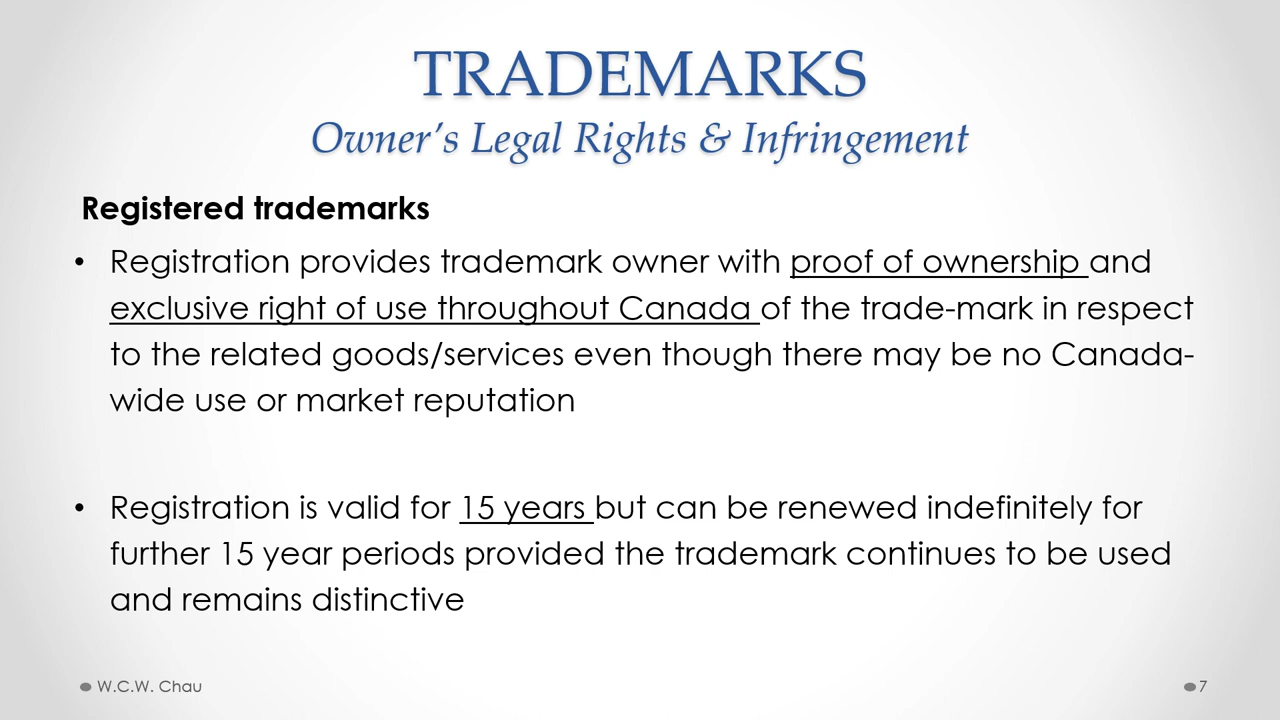 TRADEMARKS
Owner’s Legal Rights & Infringement
Registered trademarks
• Registration provides trademark owner with proof of ownership and
exclusive right of use throughout Canada of the trade-mark in respect
to the related goods/services even though there may be no Canada-
wide use or market reputation
• Registration is valid for 15 years but can be renewed indefinitely for
further 15 year periods provided the trademark continues to be used
and remains distinctive
W.C.W. Chau
7